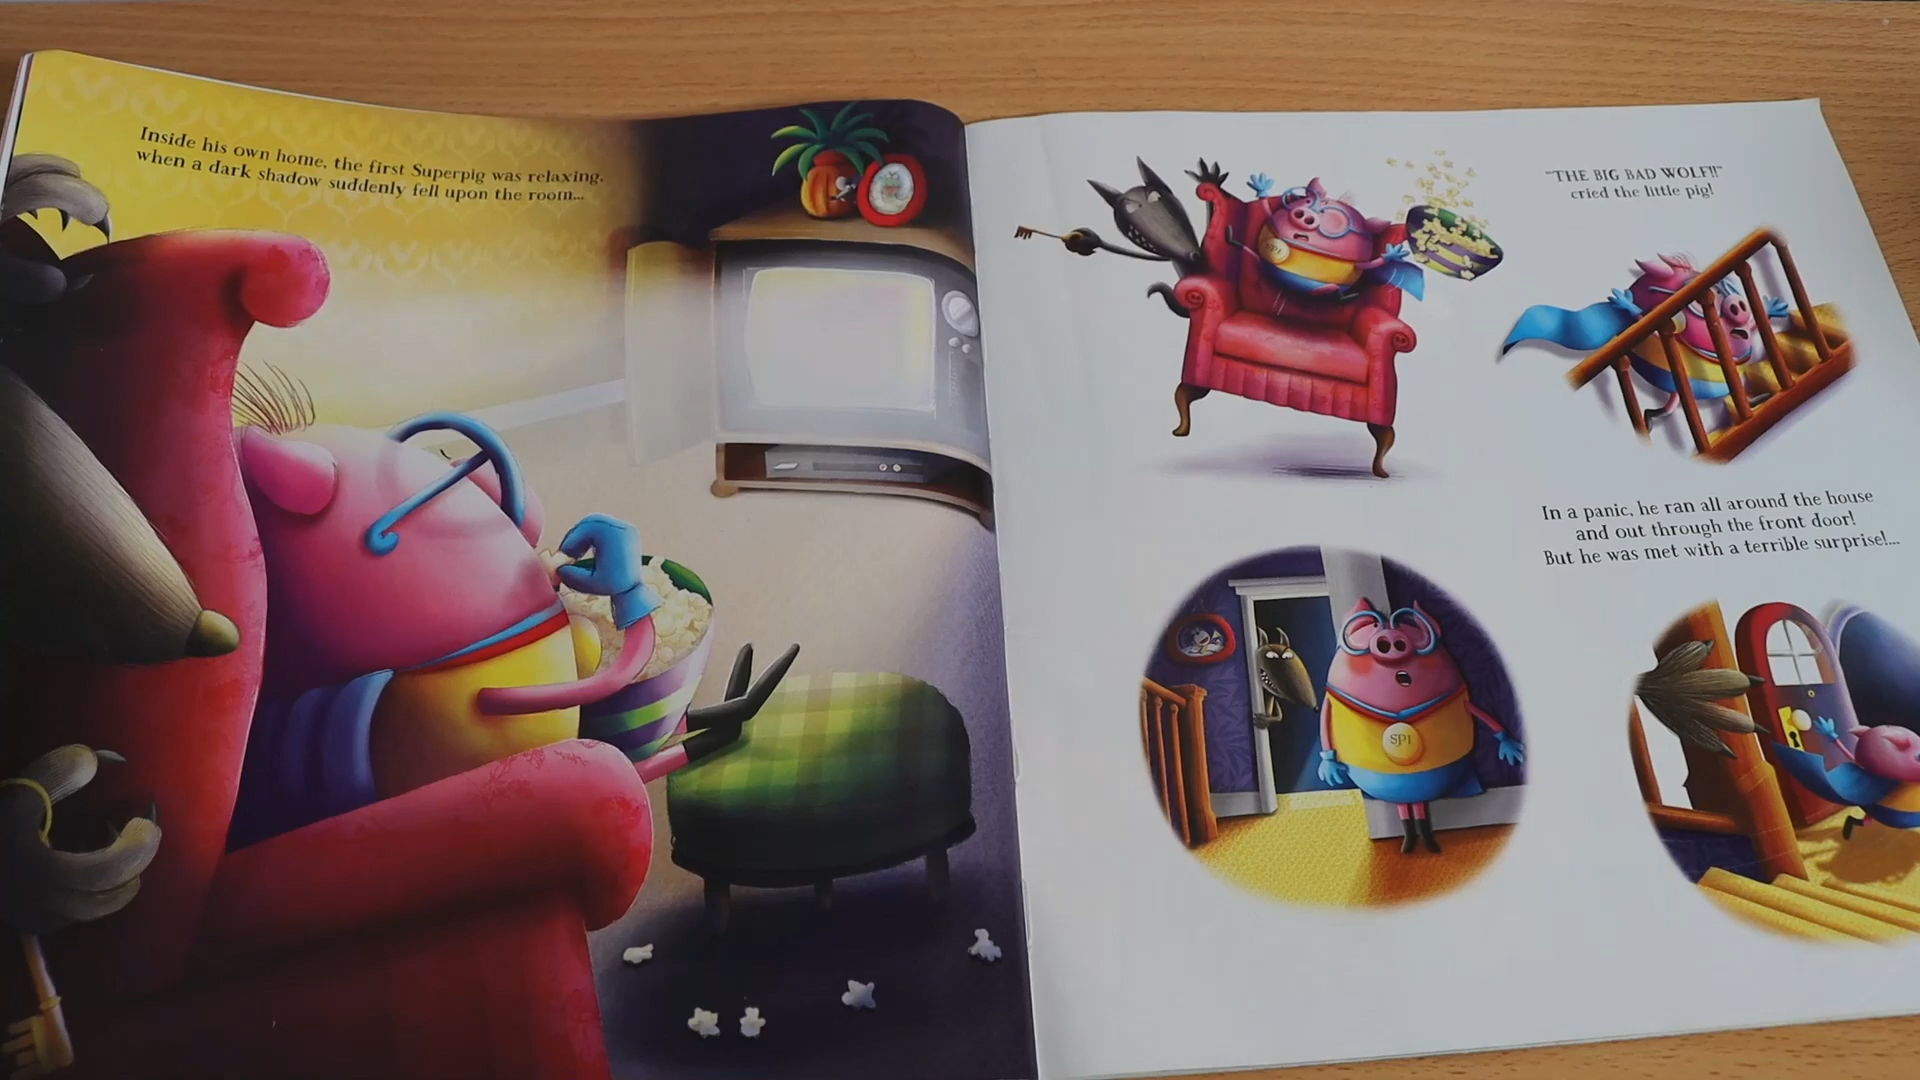 Inside his own home, the first Superpig was relaxing,
when a dark shadow suddenly fell upon the room...
"THE BIG BAD WOLF!!"
cried the little pig!
SP1
In a panic, he ran all around the house
and out through the front door!
But he was met with a terrible surprise!...
SP1